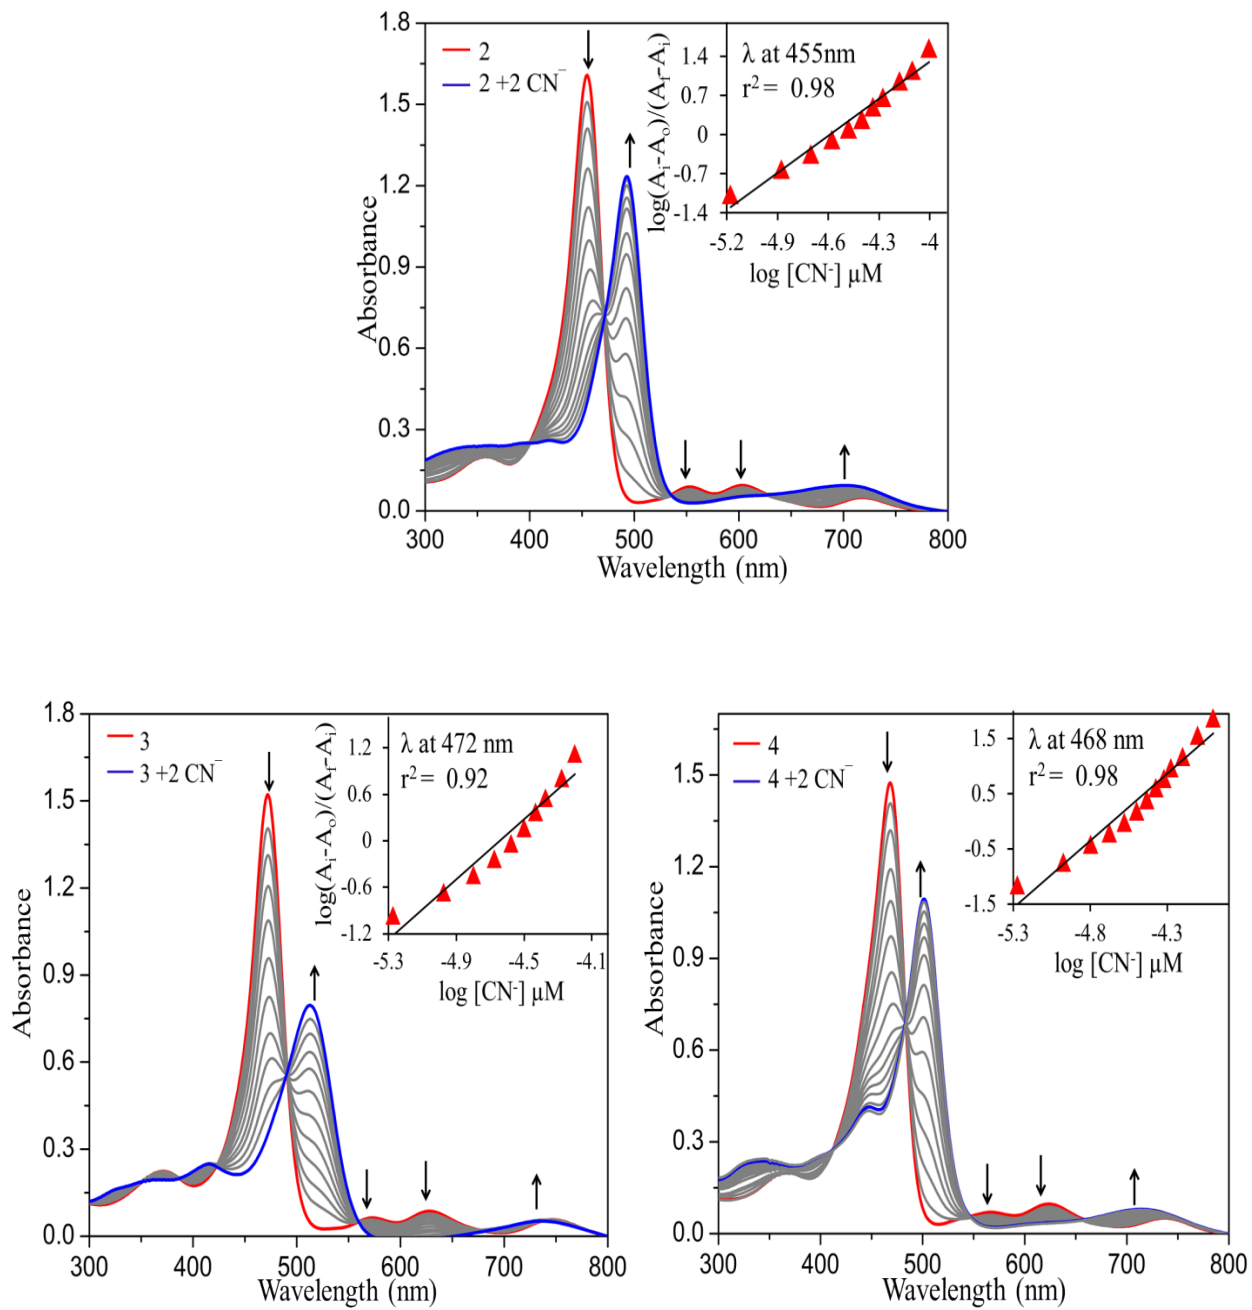 2
2 +2 CN⁻
λ at 455nm
r² = 0.98
log(Aᵢ-Aₒ)/(A_f-Aᵢ)
1.4
0.7
0
-0.7
-1.4
-5.2 -4.9 -4.6 -4.3 -4
log [CN⁻] μM
Absorbance
1.8
1.5
1.2
0.9
0.6
0.3
0.0
300 400 500 600 700 800
Wavelength (nm)
3
3 +2 CN⁻
λ at 472 nm
r² = 0.92
log(Aᵢ-Aₒ)/(A_f-Aᵢ)
1.2
0.6
0
-0.6
-1.2
-5.3 -4.9 -4.5 -4.1
log [CN⁻] μM
Absorbance
1.8
1.5
1.2
0.9
0.6
0.3
0.0
300 400 500 600 700 800
Wavelength (nm)
4
4 +2 CN⁻
λ at 468 nm
r² = 0.98
1.5
0.5
-0.5
-1.5
-5.3 -4.8 -4.3
log [CN⁻] μM
Absorbance
1.5
1.2
0.9
0.6
0.3
0.0
300 400 500 600 700 800
Wavelength (nm)